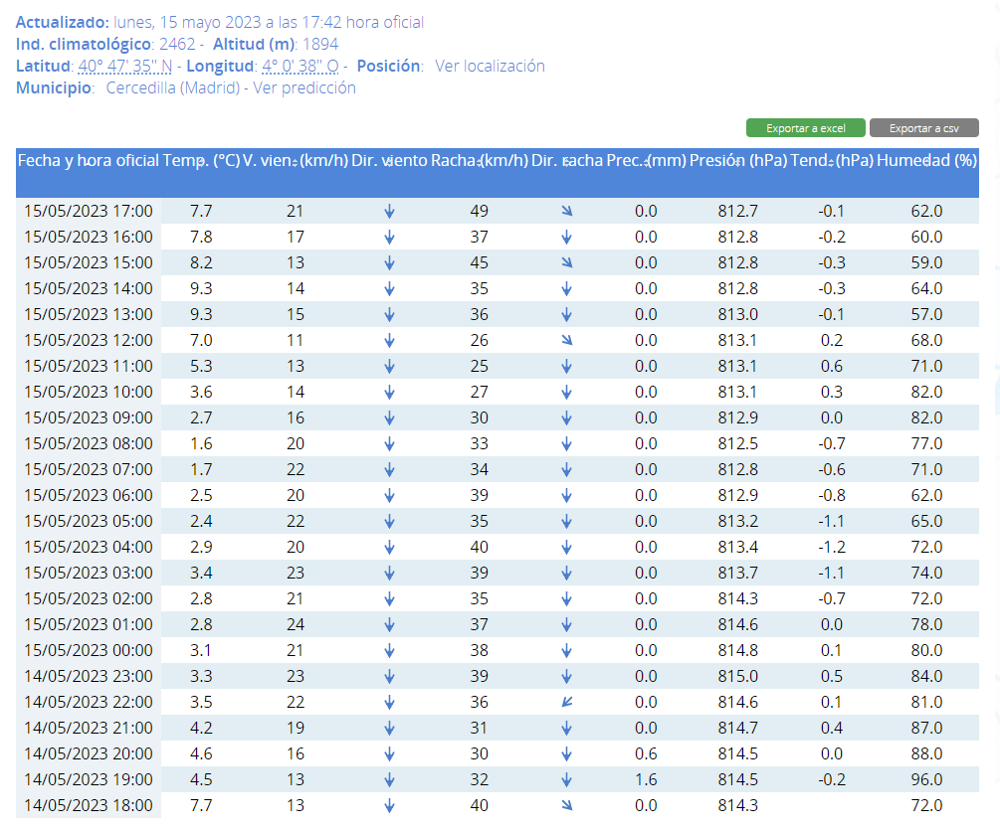 Actualizado: lunes, 15 mayo 2023 a las 17:42 hora oficial
Ind. climatológico: 2462 - Altitud (m): 1894
Latitud: 40° 47' 35'' N - Longitud: 4° 0' 38'' O - Posición: Ver localización
Municipio: Cercedilla (Madrid) - Ver predicción
Exportar a excel Exportar a csv
Fecha y hora oficial Temp. (°C) V. vien. (km/h) Dir. viento Racha (km/h) Dir. racha Prec. (mm) Presión (hPa) Tend. (hPa) Humedad (%)
15/05/2023 17:00 7.7 21 ↓ 49 ↘ 0.0 812.7 -0.1 62.0
15/05/2023 16:00 7.8 17 ↓ 37 ↓ 0.0 812.8 -0.2 60.0
15/05/2023 15:00 8.2 13 ↓ 45 ↘ 0.0 812.8 -0.3 59.0
15/05/2023 14:00 9.3 14 ↓ 35 ↓ 0.0 812.8 -0.3 64.0
15/05/2023 13:00 9.3 15 ↓ 36 ↓ 0.0 813.0 -0.1 57.0
15/05/2023 12:00 7.0 11 ↓ 26 ↘ 0.0 813.1 0.2 68.0
15/05/2023 11:00 5.3 13 ↓ 25 ↓ 0.0 813.1 0.6 71.0
15/05/2023 10:00 3.6 14 ↓ 27 ↓ 0.0 813.1 0.3 82.0
15/05/2023 09:00 2.7 16 ↓ 30 ↓ 0.0 812.9 0.0 82.0
15/05/2023 08:00 1.6 20 ↓ 33 ↓ 0.0 812.5 -0.7 77.0
15/05/2023 07:00 1.7 22 ↓ 34 ↓ 0.0 812.8 -0.6 71.0
15/05/2023 06:00 2.5 20 ↓ 39 ↓ 0.0 812.9 -0.8 62.0
15/05/2023 05:00 2.4 22 ↓ 35 ↓ 0.0 813.2 -1.1 65.0
15/05/2023 04:00 2.9 20 ↓ 40 ↓ 0.0 813.4 -1.2 72.0
15/05/2023 03:00 3.4 23 ↓ 39 ↓ 0.0 813.7 -1.1 74.0
15/05/2023 02:00 2.8 21 ↓ 35 ↓ 0.0 814.3 -0.7 72.0
15/05/2023 01:00 2.8 24 ↓ 37 ↓ 0.0 814.6 0.0 78.0
15/05/2023 00:00 3.1 21 ↓ 38 ↓ 0.0 814.8 0.1 80.0
14/05/2023 23:00 3.3 23 ↓ 39 ↓ 0.0 815.0 0.5 84.0
14/05/2023 22:00 3.5 22 ↓ 36 ↙ 0.0 814.6 0.1 81.0
14/05/2023 21:00 4.2 19 ↓ 31 ↓ 0.0 814.7 0.4 87.0
14/05/2023 20:00 4.6 16 ↓ 30 ↓ 0.6 814.5 0.0 88.0
14/05/2023 19:00 4.5 13 ↓ 32 ↓ 1.6 814.5 -0.2 96.0
14/05/2023 18:00 7.7 13 ↓ 40 ↘ 0.0 814.3 72.0